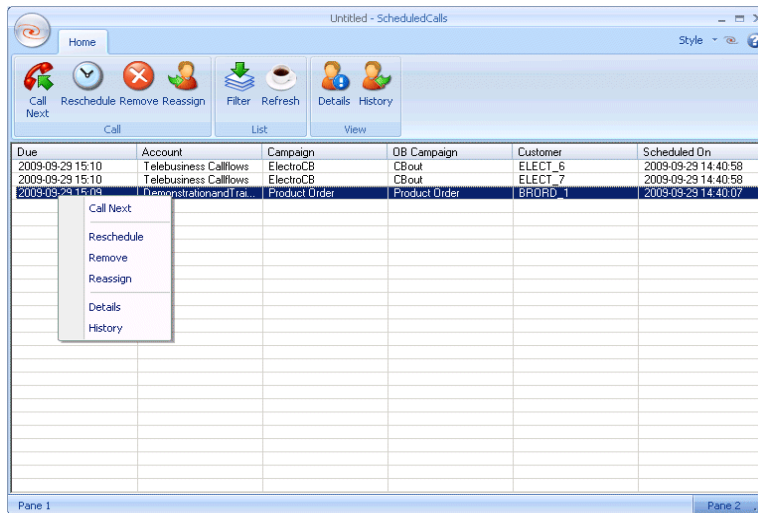 Untitled - ScheduledCalls
Home
Style
Call Next
Reschedule
Remove
Reassign
Filter
Refresh
Details
History
Call
List
View
Due Account Campaign OB Campaign Customer Scheduled On
2009-09-29 15:10 Telebusiness Callflows ElectroCB CBout ELECT_6 2009-09-29 14:40:58
2009-09-29 15:10 Telebusiness Callflows ElectroCB CBout ELECT_7 2009-09-29 14:40:58
2009-09-29 15:09 DemonstrationandTrai... Product Order Product Order BRORD_1 2009-09-29 14:40:07
Call Next
Reschedule
Remove
Reassign
Details
History
Pane 1 Pane 2